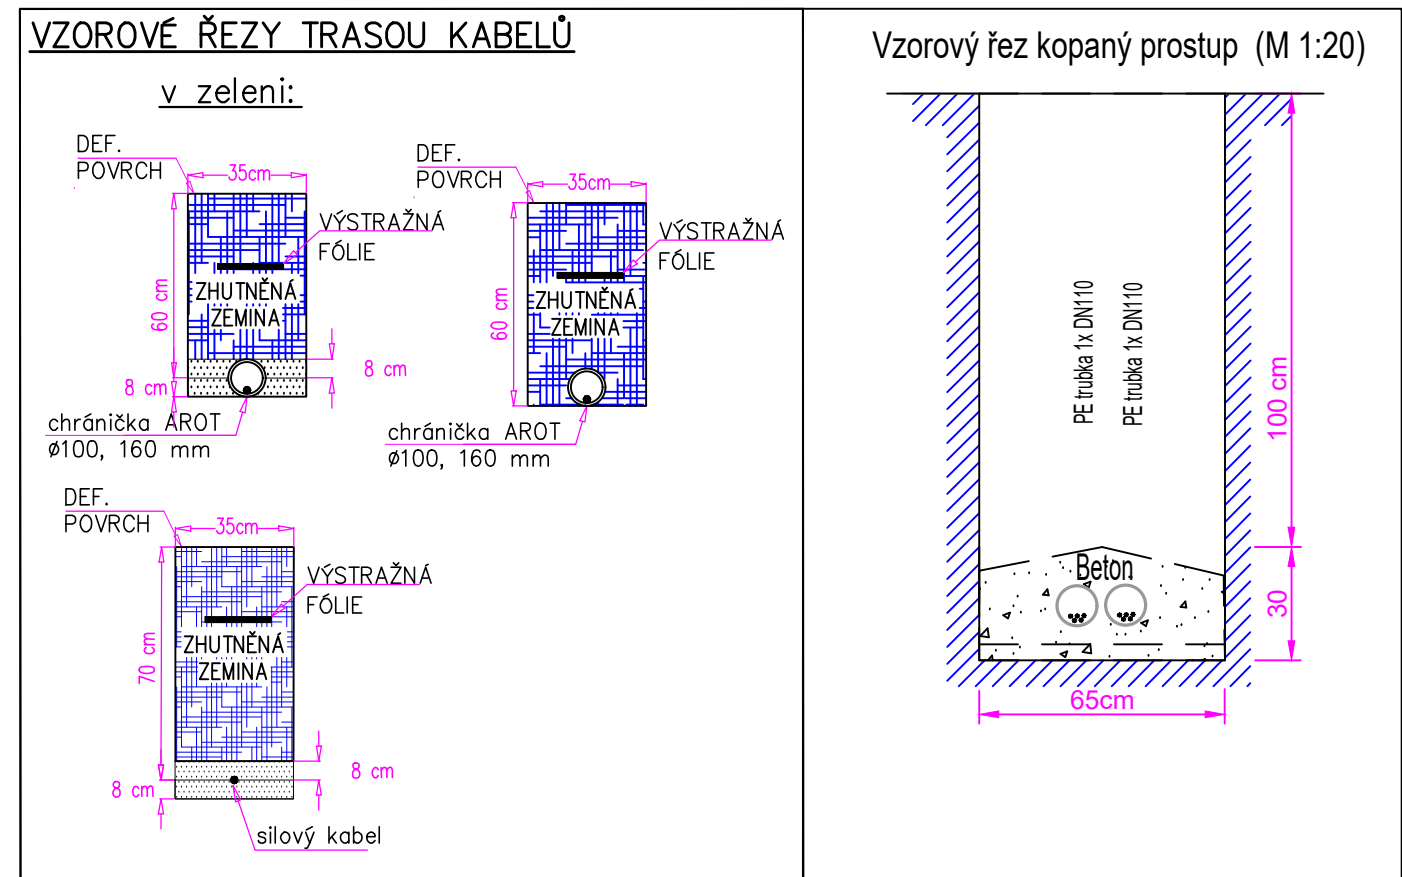 VZOROVÉ ŘEZY TRASOU KABELŮ
v zeleni:
DEF.
POVRCH
35cm
VÝSTRAŽNÁ
FÓLIE
60 cm
ZHUTNĚNÁ
ZEMINA
8 cm
8 cm
chránička AROT
ø100, 160 mm
DEF.
POVRCH
35cm
VÝSTRAŽNÁ
FÓLIE
60 cm
ZHUTNĚNÁ
ZEMINA
chránička AROT
ø100, 160 mm
DEF.
POVRCH
35cm
VÝSTRAŽNÁ
FÓLIE
70 cm
ZHUTNĚNÁ
ZEMINA
8 cm
8 cm
silový kabel
Vzorový řez kopaný prostup (M 1:20)
PE trubka 1x DN110
PE trubka 1x DN110
100 cm
Beton
30
65cm